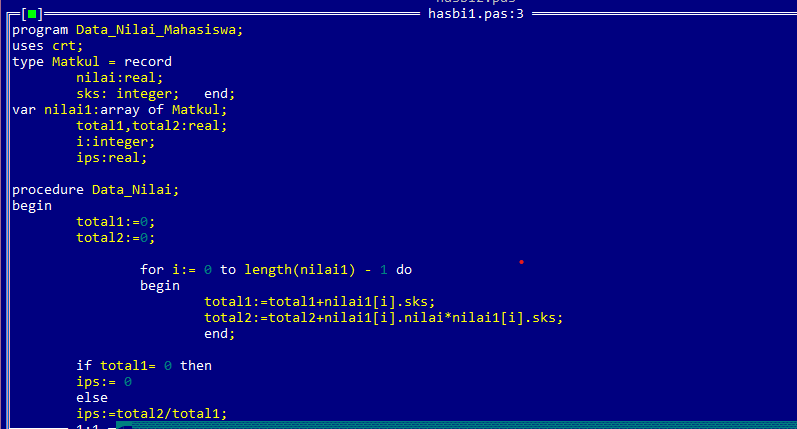 hasbi2.pas
[■] hasbi1.pas:3
program Data_Nilai_Mahasiswa;
uses crt;
type Matkul = record
nilai:real;
sks: integer;   end;
var nilai1:array of Matkul;
total1,total2:real;
i:integer;
ips:real;
procedure Data_Nilai;
begin
total1:=0;
total2:=0;
for i:= 0 to length(nilai1) - 1 do
begin
total1:=total1+nilai1[i].sks;
total2:=total2+nilai1[i].nilai*nilai1[i].sks;
end;
if total1= 0 then
ips:= 0
else
ips:=total2/total1;
1:1